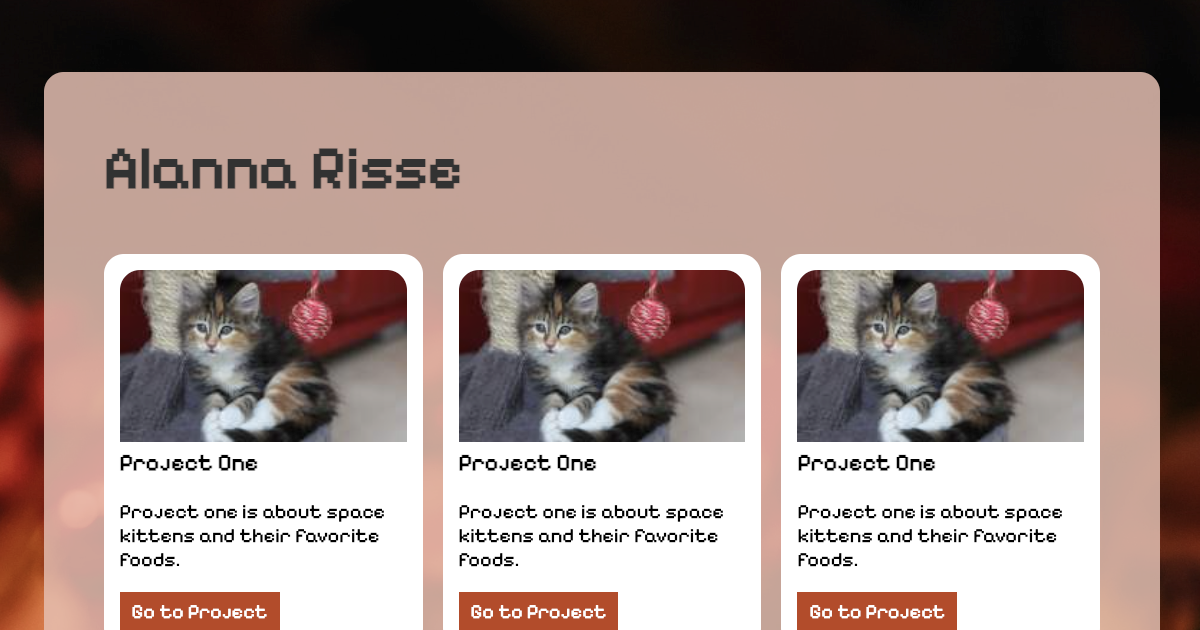 Alanna Risse
Project One
Project one is about space
kittens and their favorite
foods.
Go to Project
Project One
Project one is about space
kittens and their favorite
foods.
Go to Project
Project One
Project one is about space
kittens and their favorite
foods.
Go to Project